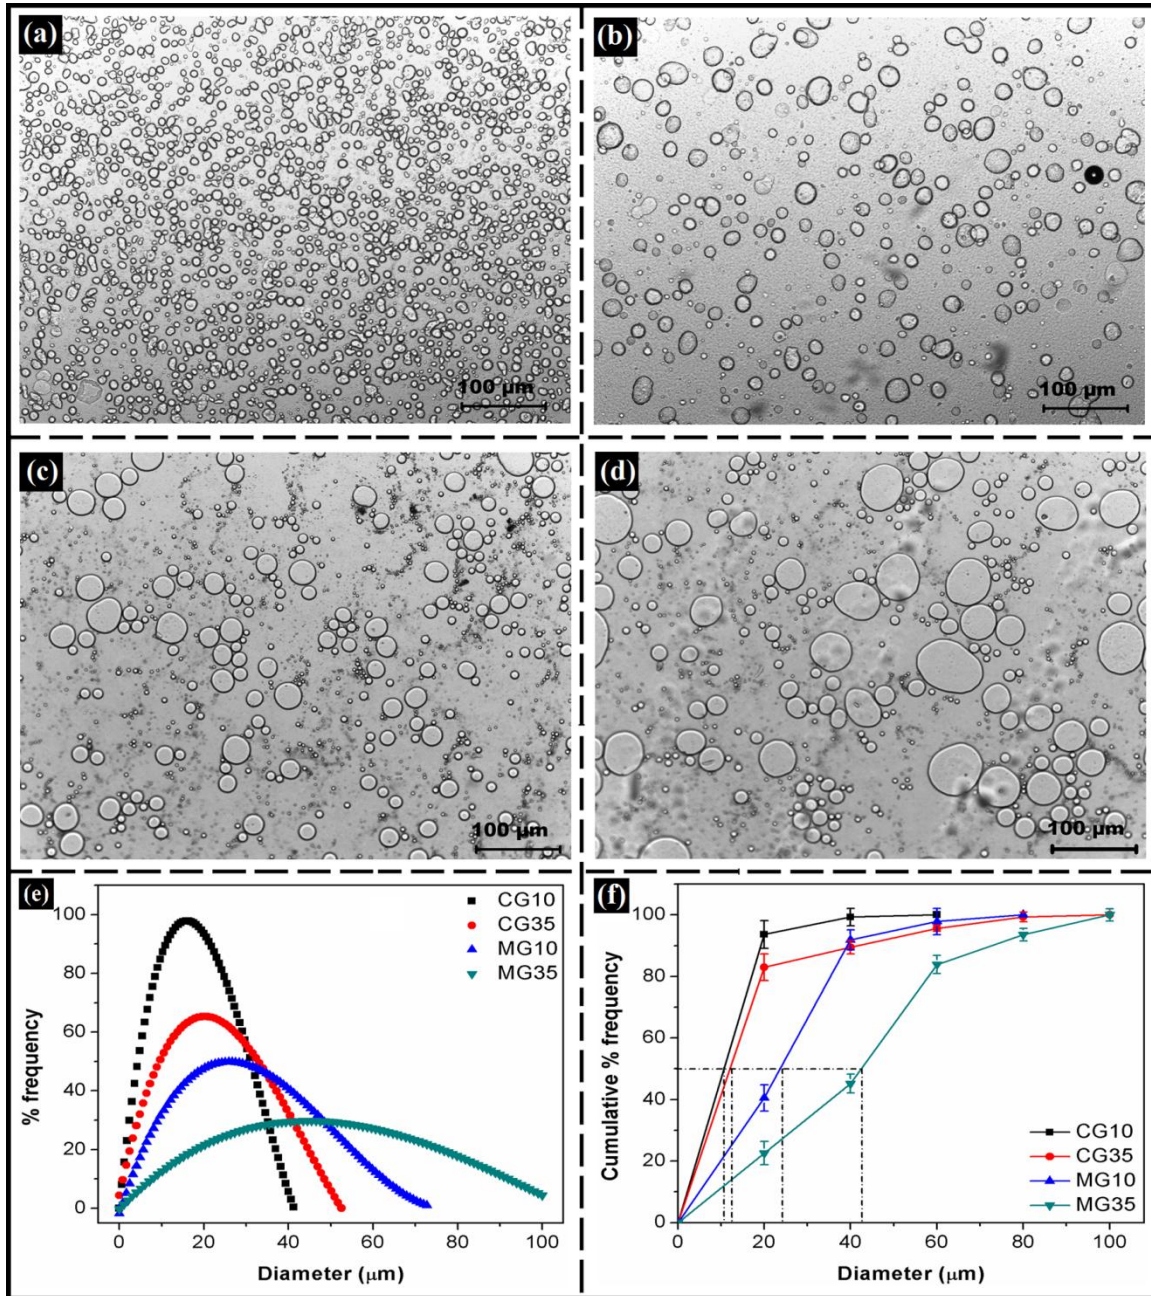 (a)
(b)
100 µm
100 µm
(c)
(d)
100 µm
100 µm
(e)
CG10
CG35
MG10
MG35
% frequency
100
80
60
40
20
0
0 20 40 60 80 100
Diameter (µm)
(f)
Cumulative % frequency
100
80
60
40
20
0
CG10
CG35
MG10
MG35
0 20 40 60 80 100
Diameter (µm)